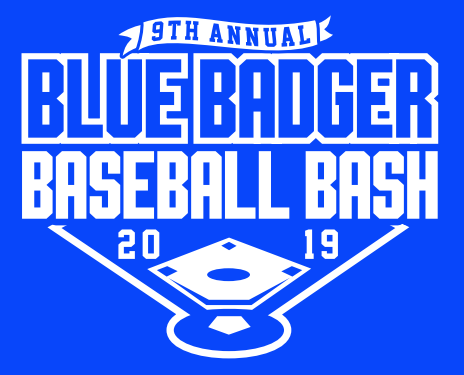 9TH ANNUAL
BLUE BADGER
BASEBALL BASH
20 19